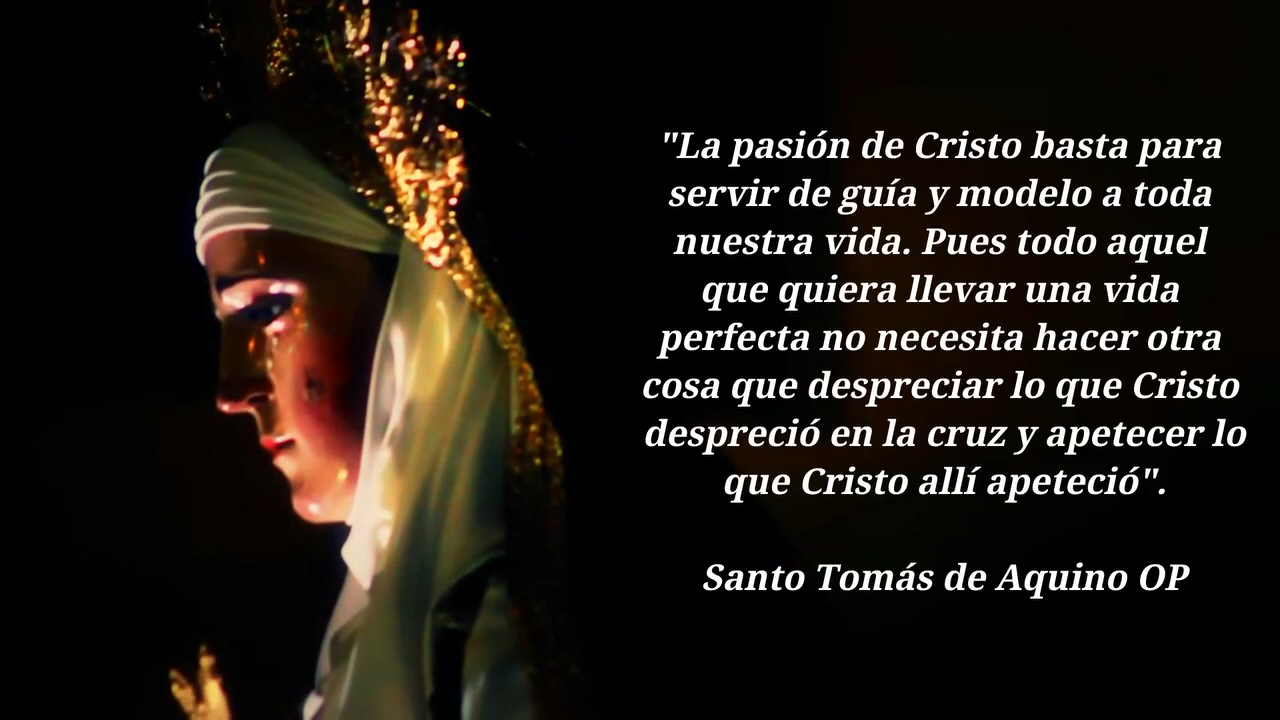 "La pasión de Cristo basta para
servir de guía y modelo a toda
nuestra vida. Pues todo aquel
que quiera llevar una vida
perfecta no necesita hacer otra
cosa que despreciar lo que Cristo
despreció en la cruz y apetecer lo
que Cristo allí apeteció".
Santo Tomás de Aquino OP